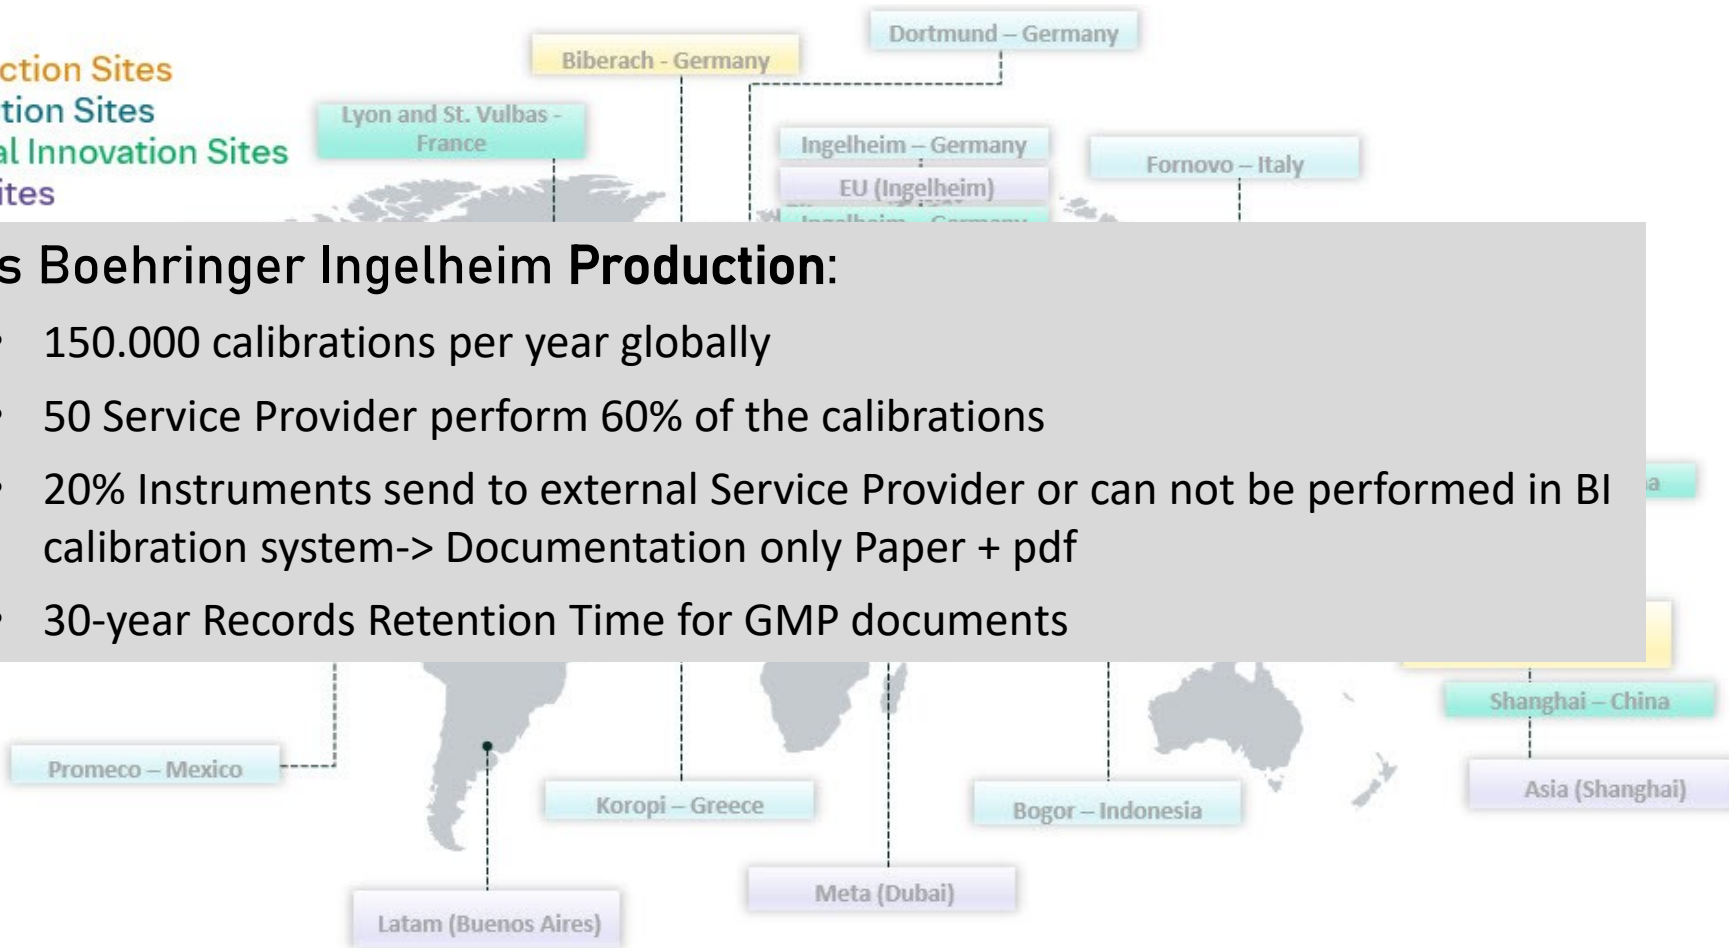 ction Sites
tion Sites
al Innovation Sites
ites
Biberach - Germany
Dortmund – Germany
Lyon and St. Vulbas -
France
Ingelheim – Germany
EU (Ingelheim)
Ingelheim – Germany
Fornovo – Italy
s Boehringer Ingelheim Production:
• 150.000 calibrations per year globally
• 50 Service Provider perform 60% of the calibrations
• 20% Instruments send to external Service Provider or can not be performed in BI
calibration system-> Documentation only Paper + pdf
• 30-year Records Retention Time for GMP documents
a
Shanghai – China
Promeco – Mexico
Koropi – Greece
Bogor – Indonesia
Asia (Shanghai)
Meta (Dubai)
Latam (Buenos Aires)